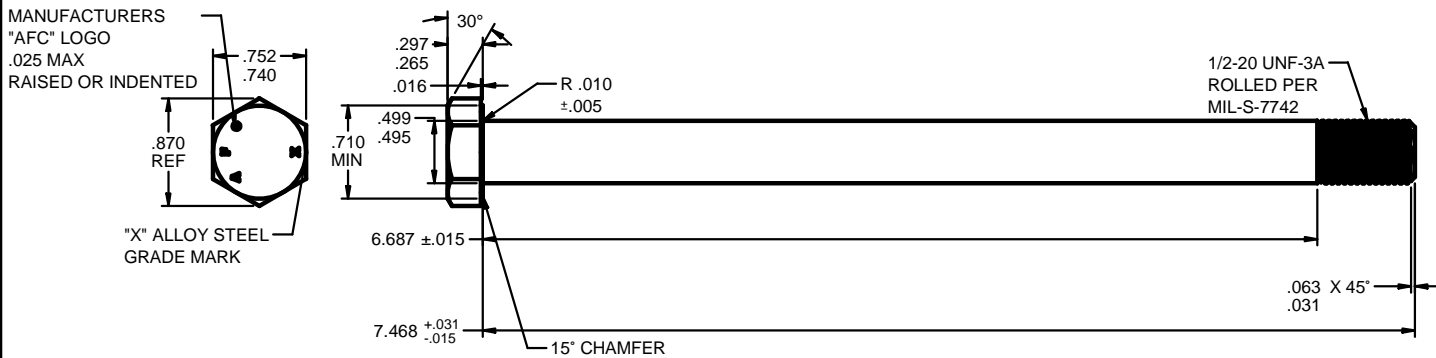 MANUFACTURERS
"AFC" LOGO
.025 MAX
RAISED OR INDENTED
.752
.740
.870
REF
A F X
"X" ALLOY STEEL
GRADE MARK
30°
.297
.265
.016
R .010
±.005
.499
.495
.710
MIN
1/2-20 UNF-3A
ROLLED PER
MIL-S-7742
6.687 ±.015
.063 X 45°
.031
7.468 +.031
-.015
15° CHAMFER